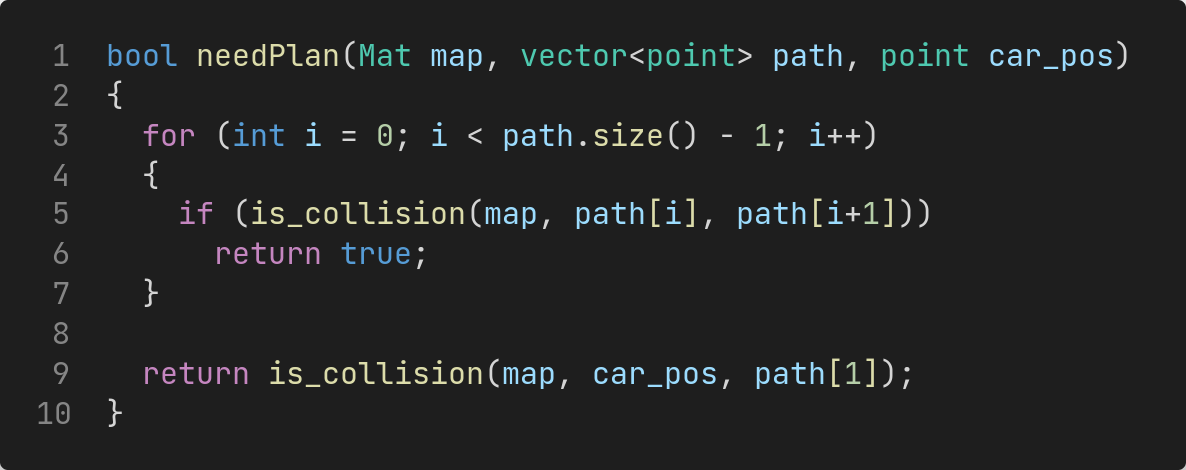 1 bool needPlan(Mat map, vector<point> path, point car_pos)
2 {
3   for (int i = 0; i < path.size() - 1; i++)
4   {
5     if (is_collision(map, path[i], path[i+1]))
6       return true;
7   }
8
9   return is_collision(map, car_pos, path[1]);
10 }